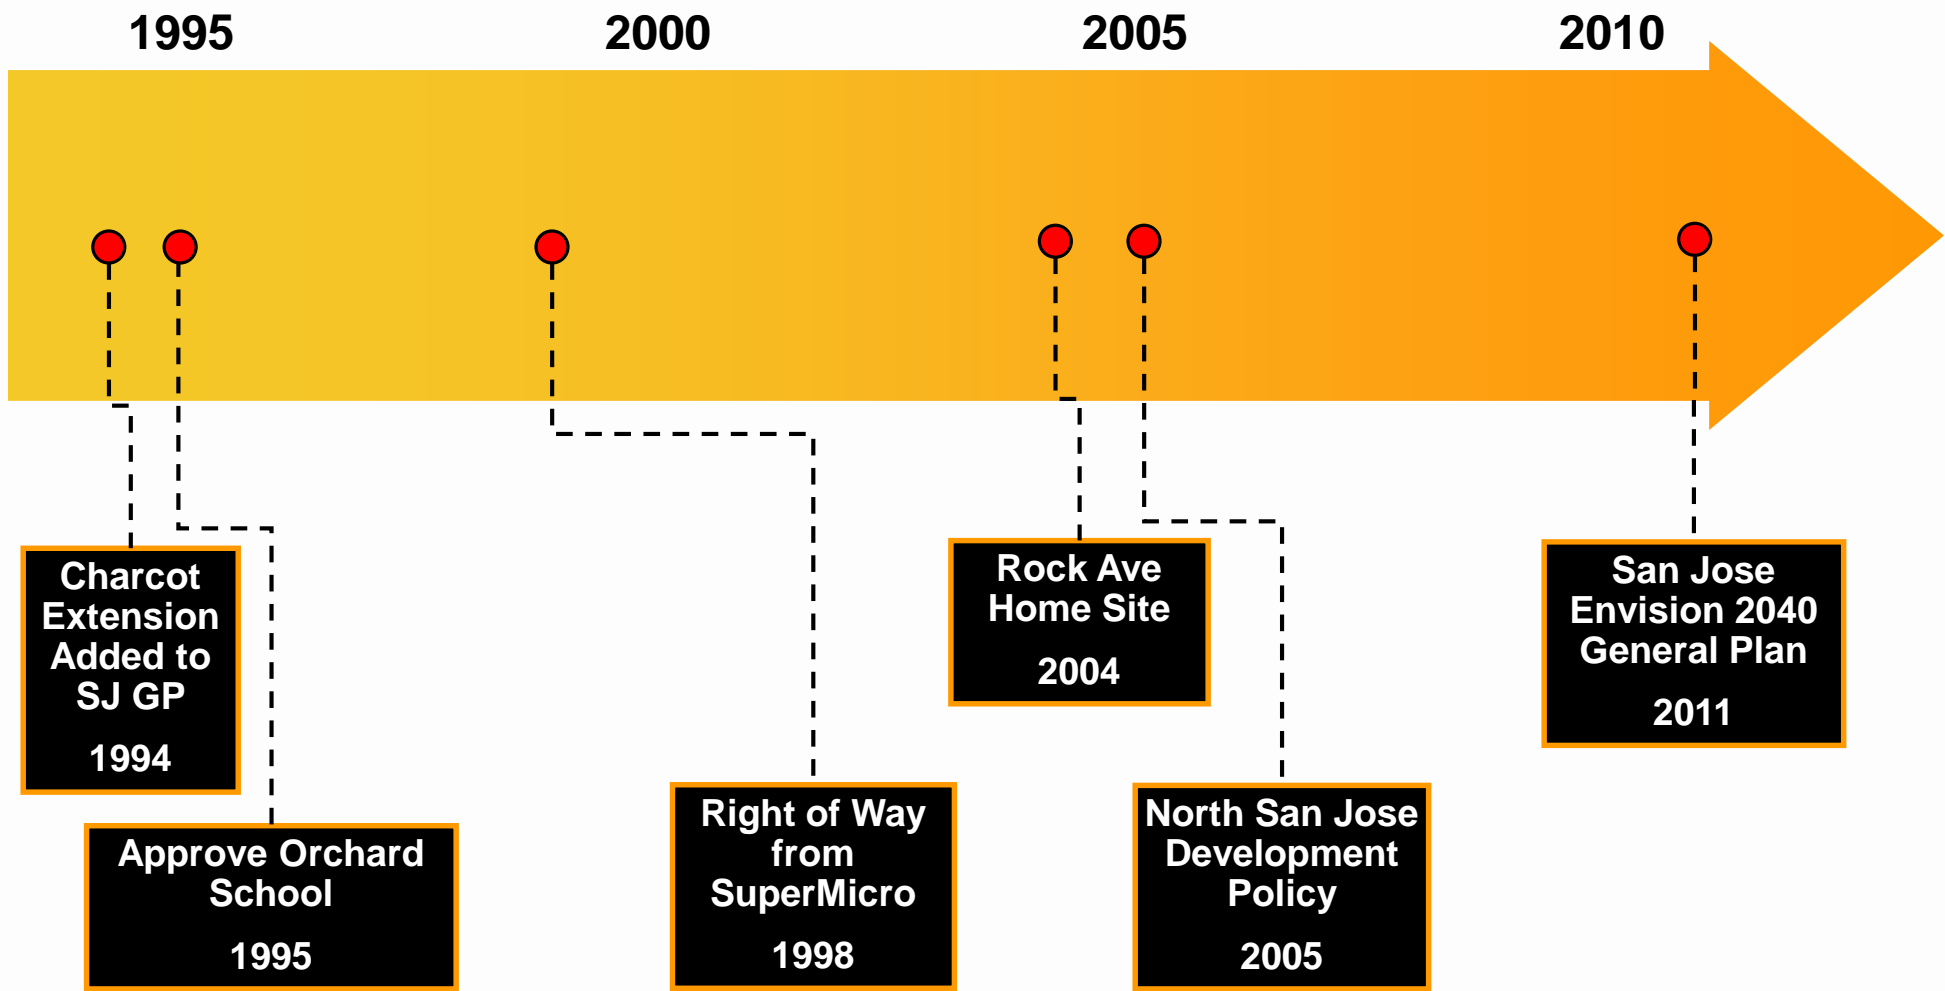 1995
2000
2005
2010
Charcot
Extension
Added to
SJ GP
1994
Approve Orchard
School
1995
Right of Way
from
SuperMicro
1998
Rock Ave
Home Site
2004
North San Jose
Development
Policy
2005
San Jose
Envision 2040
General Plan
2011